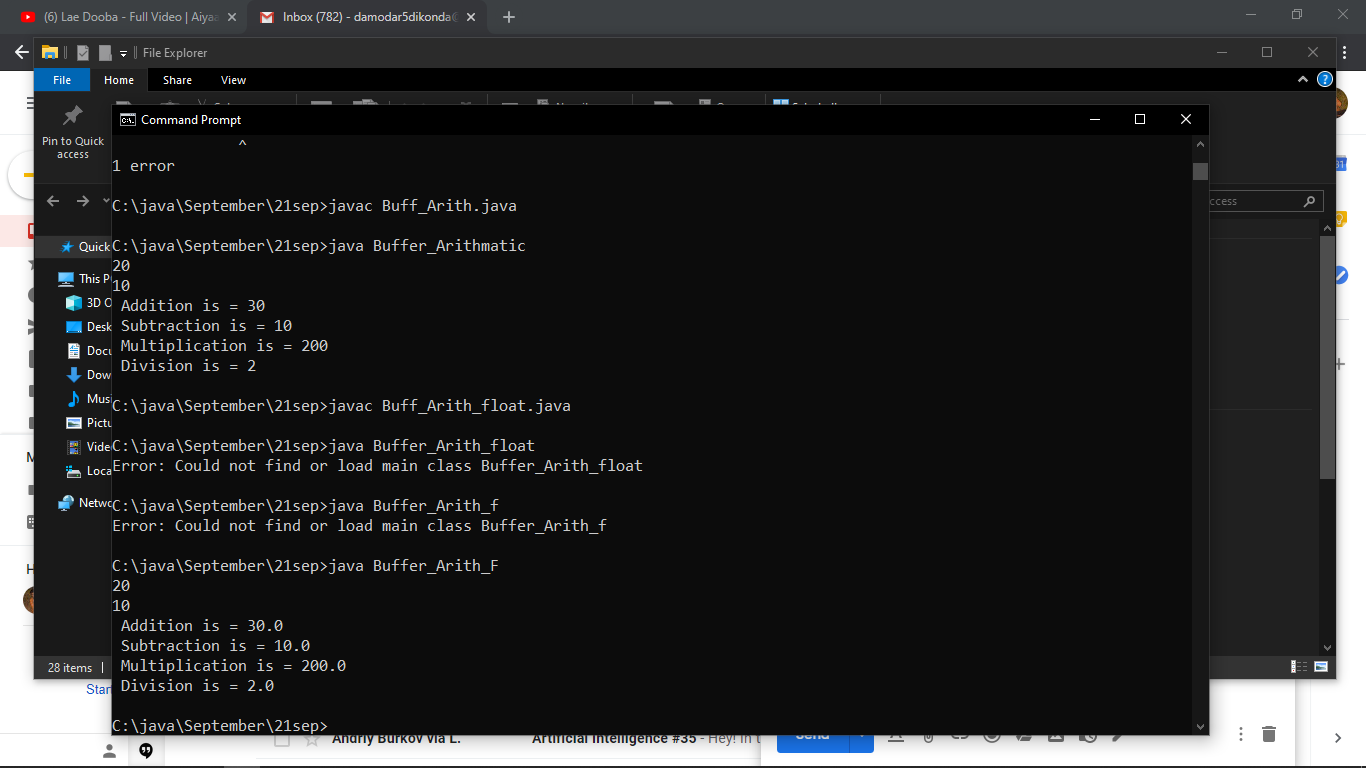 (6) Lae Dooba - Full Video | Aiyaa
Inbox (782) - damodar5dikonda@
File Explorer
File
Home
Share
View
Pin to Quick
access
Command Prompt
^
1 error
C:\java\September\21sep>javac Buff_Arith.java
C:\java\September\21sep>java Buffer_Arithmatic
20
10
Addition is = 30
Subtraction is = 10
Multiplication is = 200
Division is = 2
C:\java\September\21sep>javac Buff_Arith_float.java
C:\java\September\21sep>java Buffer_Arith_float
Error: Could not find or load main class Buffer_Arith_float
C:\java\September\21sep>java Buffer_Arith_f
Error: Could not find or load main class Buffer_Arith_f
C:\java\September\21sep>java Buffer_Arith_F
20
10
Addition is = 30.0
Subtraction is = 10.0
Multiplication is = 200.0
Division is = 2.0
C:\java\September\21sep>
ccess
Quick
This P
3D O
Desk
Docu
Dow
Musi
Pictu
Vide
Loca
Netwo
28 items
Star
Andriy Burkov via L.
Artificial Intelligence #35 - Hey! In t
Send